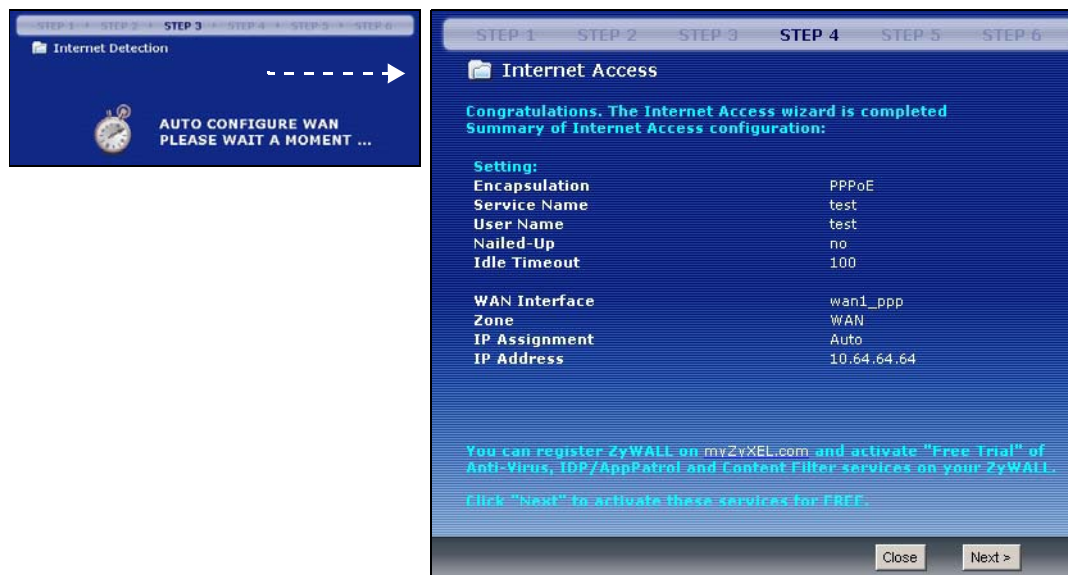 STEP 1 STEP 2 STEP 3 STEP 4 STEP 5 STEP 6
Internet Detection
AUTO CONFIGURE WAN
PLEASE WAIT A MOMENT ...
STEP 1 STEP 2 STEP 3 STEP 4 STEP 5 STEP 6
Internet Access
Congratulations. The Internet Access wizard is completed
Summary of Internet Access configuration:
Setting:
Encapsulation PPPoE
Service Name test
User Name test
Nailed-Up no
Idle Timeout 100
WAN Interface wan1_ppp
Zone WAN
IP Assignment Auto
IP Address 10.64.64.64
You can register ZyWALL on myZyXEL.com and activate "Free Trial" of
Anti-Virus, IDP/AppPatrol and Content Filter services on your ZyWALL.
Click "Next" to activate these services for FREE.
Close Next >